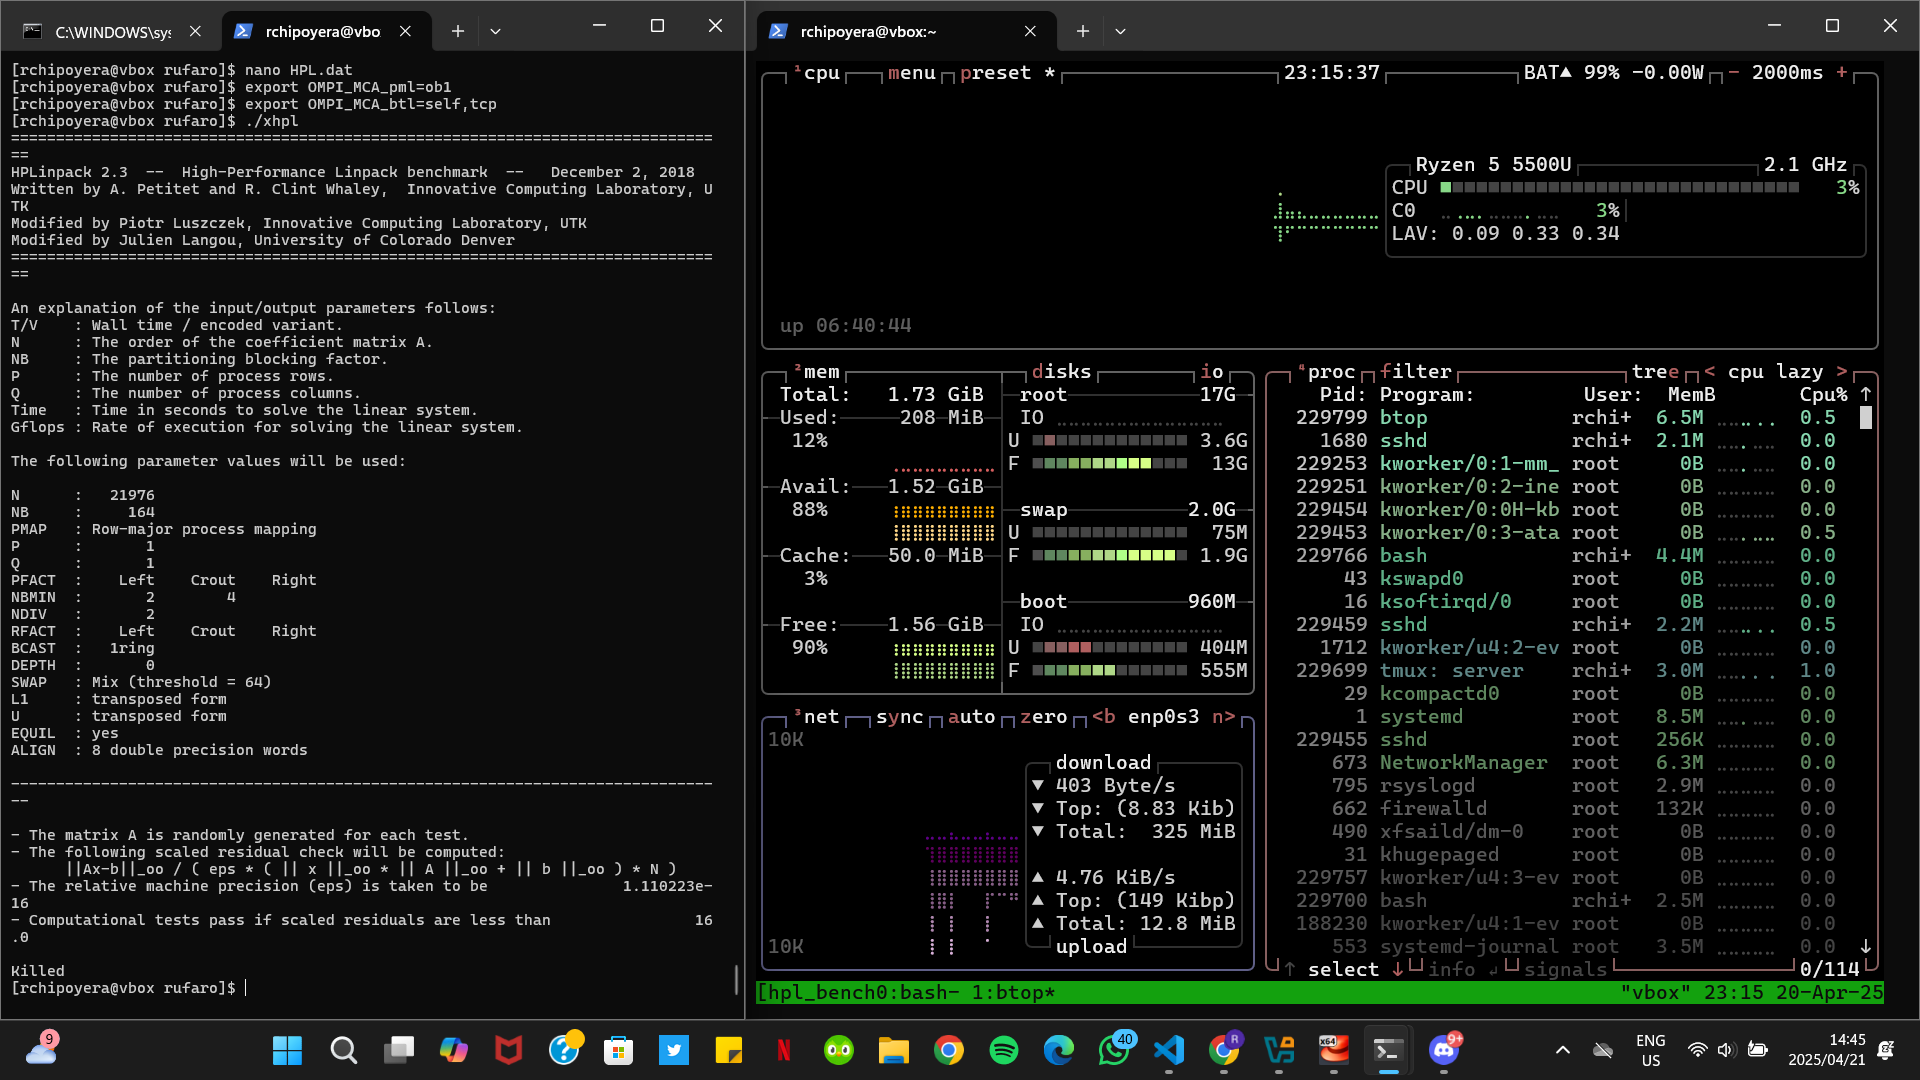 C:\WINDOWS\sys
rchipoyera@vbo
[rchipoyera@vbox rufaro]$ nano HPL.dat
[rchipoyera@vbox rufaro]$ export OMPI_MCA_pml=ob1
[rchipoyera@vbox rufaro]$ export OMPI_MCA_btl=self,tcp
[rchipoyera@vbox rufaro]$ ./xhpl
================================================================================
HPLinpack 2.3  --  High-Performance Linpack benchmark  --   December 2, 2018
Written by A. Petitet and R. Clint Whaley,  Innovative Computing Laboratory, U
TK
Modified by Piotr Luszczek, Innovative Computing Laboratory, UTK
Modified by Julien Langou, University of Colorado Denver
================================================================================
An explanation of the input/output parameters follows:
T/V    : Wall time / encoded variant.
N      : The order of the coefficient matrix A.
NB     : The partitioning blocking factor.
P      : The number of process rows.
Q      : The number of process columns.
Time   : Time in seconds to solve the linear system.
Gflops : Rate of execution for solving the linear system.
The following parameter values will be used:
N      :   21976
NB     :     164
PMAP   : Row-major process mapping
P      :       1
Q      :       1
PFACT  :    Left    Crout    Right
NBMIN  :       2        4
NDIV   :       2
RFACT  :    Left    Crout    Right
BCAST  :   1ring
DEPTH  :       0
SWAP   : Mix (threshold = 64)
L1     : transposed form
U      : transposed form
EQUIL  : yes
ALIGN  : 8 double precision words
--------------------------------------------------------------------------------
- The matrix A is randomly generated for each test.
- The following scaled residual check will be computed:
      ||Ax-b||_oo / ( eps * ( || x ||_oo * || A ||_oo + || b ||_oo ) * N )
- The relative machine precision (eps) is taken to be               1.110223e-
16
- Computational tests pass if scaled residuals are less than                16
.0
Killed
[rchipoyera@vbox rufaro]$
rchipoyera@vbox:~
¹cpu menu preset * 23:15:37 BAT▲ 99% -0.00W - 2000ms +
Ryzen 5 5500U 2.1 GHz
CPU 3%
C0 3%
LAV: 0.09 0.33 0.34
up 06:40:44
²mem
Total: 1.73 GiB
Used: 208 MiB
12%
Avail: 1.52 GiB
88%
Cache: 50.0 MiB
3%
Free: 1.56 GiB
90%
disks io
root 17G
IO
U 3.6G
F 13G
swap 2.0G
U 75M
F 1.9G
boot 960M
IO
U 404M
F 555M
³net sync auto zero <b enp0s3 n>
10K
download
▼ 403 Byte/s
▼ Top: (8.83 Kib)
▼ Total: 325 MiB
▲ 4.76 KiB/s
▲ Top: (149 Kibp)
▲ Total: 12.8 MiB
upload
10K
⁴proc filter tree < cpu lazy >
Pid: Program: User: MemB Cpu% ↑
229799 btop rchi+ 6.5M 0.5
1680 sshd rchi+ 2.1M 0.0
229253 kworker/0:1-mm_ root 0B 0.0
229251 kworker/0:2-ine root 0B 0.0
229454 kworker/0:0H-kb root 0B 0.0
229453 kworker/0:3-ata root 0B 0.5
229766 bash rchi+ 4.4M 0.0
43 kswapd0 root 0B 0.0
16 ksoftirqd/0 root 0B 0.0
229459 sshd rchi+ 2.2M 0.5
1712 kworker/u4:2-ev root 0B 0.0
229699 tmux: server rchi+ 3.0M 1.0
29 kcompactd0 root 0B 0.0
1 systemd root 8.5M 0.0
229455 sshd root 256K 0.0
673 NetworkManager root 6.3M 0.0
795 rsyslogd root 2.9M 0.0
662 firewalld root 132K 0.0
490 xfsaild/dm-0 root 0B 0.0
31 khugepaged root 0B 0.0
229757 kworker/u4:3-ev root 0B 0.0
229700 bash rchi+ 2.5M 0.0
188230 kworker/u4:1-ev root 0B 0.0
553 systemd-journal root 3.5M 0.0 ↓
↑ select ↓ info ↲ signals 0/114
[hpl_bench0:bash- 1:btop* "vbox" 23:15 20-Apr-25
9
40
R
x64
9+
ENG
US
14:45
2025/04/21